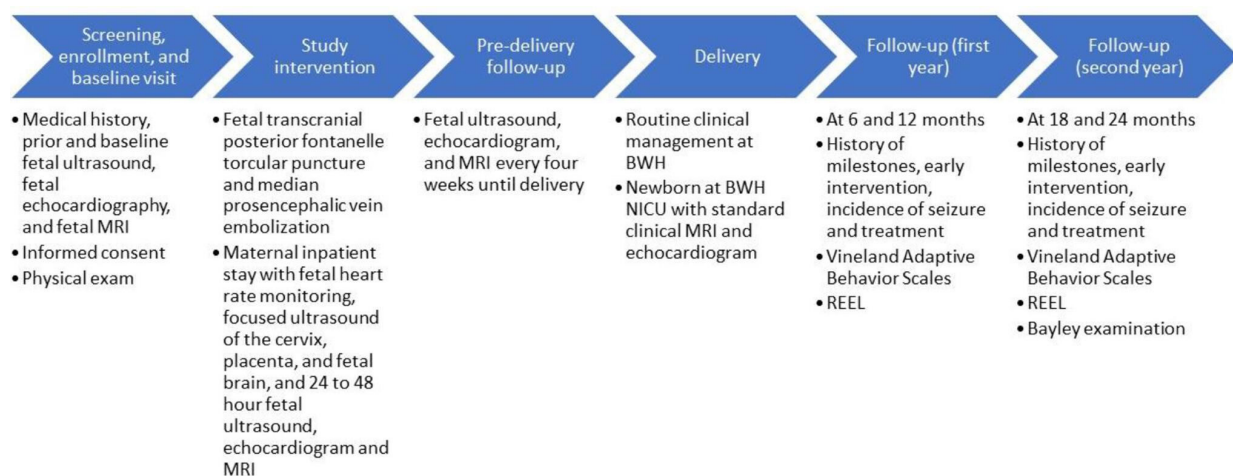 Screening,
enrollment, and
baseline visit
• Medical history,
prior and baseline
fetal ultrasound,
fetal
echocardiography,
and fetal MRI
• Informed consent
• Physical exam
Study
intervention
• Fetal transcranial
posterior fontanelle
torcular puncture
and median
prosencephalic vein
embolization
• Maternal inpatient
stay with fetal heart
rate monitoring,
focused ultrasound
of the cervix,
placenta, and fetal
brain, and 24 to 48
hour fetal
ultrasound,
echocardiogram and
MRI
Pre-delivery
follow-up
• Fetal ultrasound,
echocardiogram,
and MRI every four
weeks until delivery
Delivery
• Routine clinical
management at
BWH
• Newborn at BWH
NICU with standard
clinical MRI and
echocardiogram
Follow-up (first
year)
• At 6 and 12 months
• History of
milestones, early
intervention,
incidence of seizure
and treatment
• Vineland Adaptive
Behavior Scales
• REEL
Follow-up
(second year)
• At 18 and 24 months
• History of
milestones, early
intervention,
incidence of seizure
and treatment
• Vineland Adaptive
Behavior Scales
• REEL
• Bayley examination